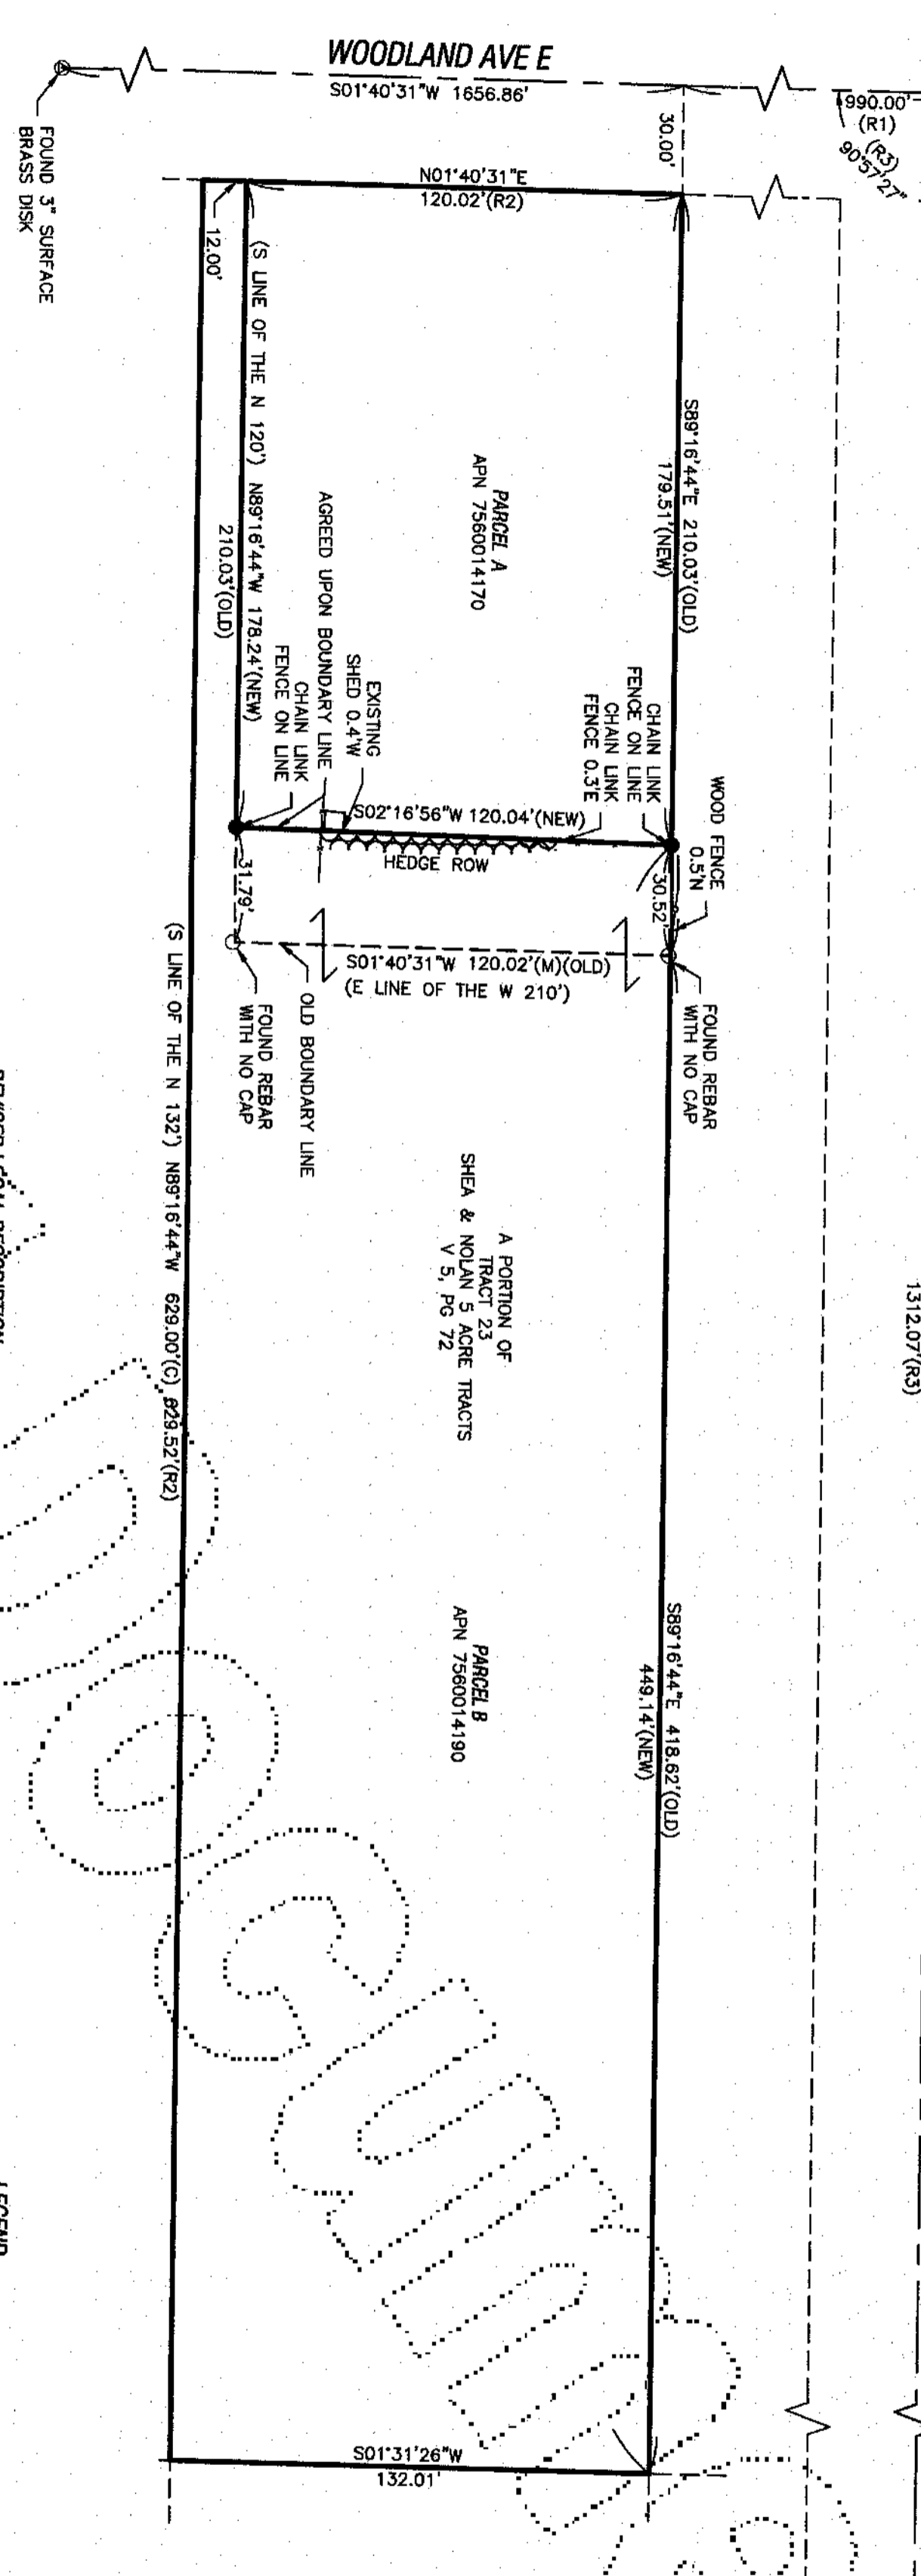 WOODLAND AVE E
S01°40'31"W 1656.86'
990.00'
(R1)
(R3)
90°57'27"
30.00'
FOUND 3" SURFACE
BRASS DISK
N01°40'31"E
120.02'(R2)
12.00'
(S LINE OF THE N 120') N89°16'44"W 178.24'(NEW)
210.03'(OLD)
S89°16'44"E 210.03'(OLD)
179.51'(NEW)
PARCEL A
APN 7560014170
AGREED UPON BOUNDARY LINE
EXISTING
SHED 0.4'W
CHAIN LINK
FENCE ON LINE
CHAIN LINK
FENCE ON LINE
CHAIN LINK
FENCE 0.3'E
WOOD FENCE
0.5'N
S02°16'56"W 120.04'(NEW)
HEDGE ROW
31.79'
30.52'
S01°40'31"W 120.02'(M)(OLD)
(E LINE OF THE W 210')
FOUND REBAR
WITH NO CAP
OLD BOUNDARY LINE
FOUND REBAR
WITH NO CAP
(S LINE OF THE N 132') N89°16'44"W 629.00'(C) 629.52'(R2)
A PORTION OF
TRACT 23
SHEA & NOLAN 5 ACRE TRACTS
V 5, PG 72
1312.07'(R3)
S89°16'44"E 418.62'(OLD)
449.14'(NEW)
PARCEL B
APN 7560014190
S01°31'26"W
132.01'